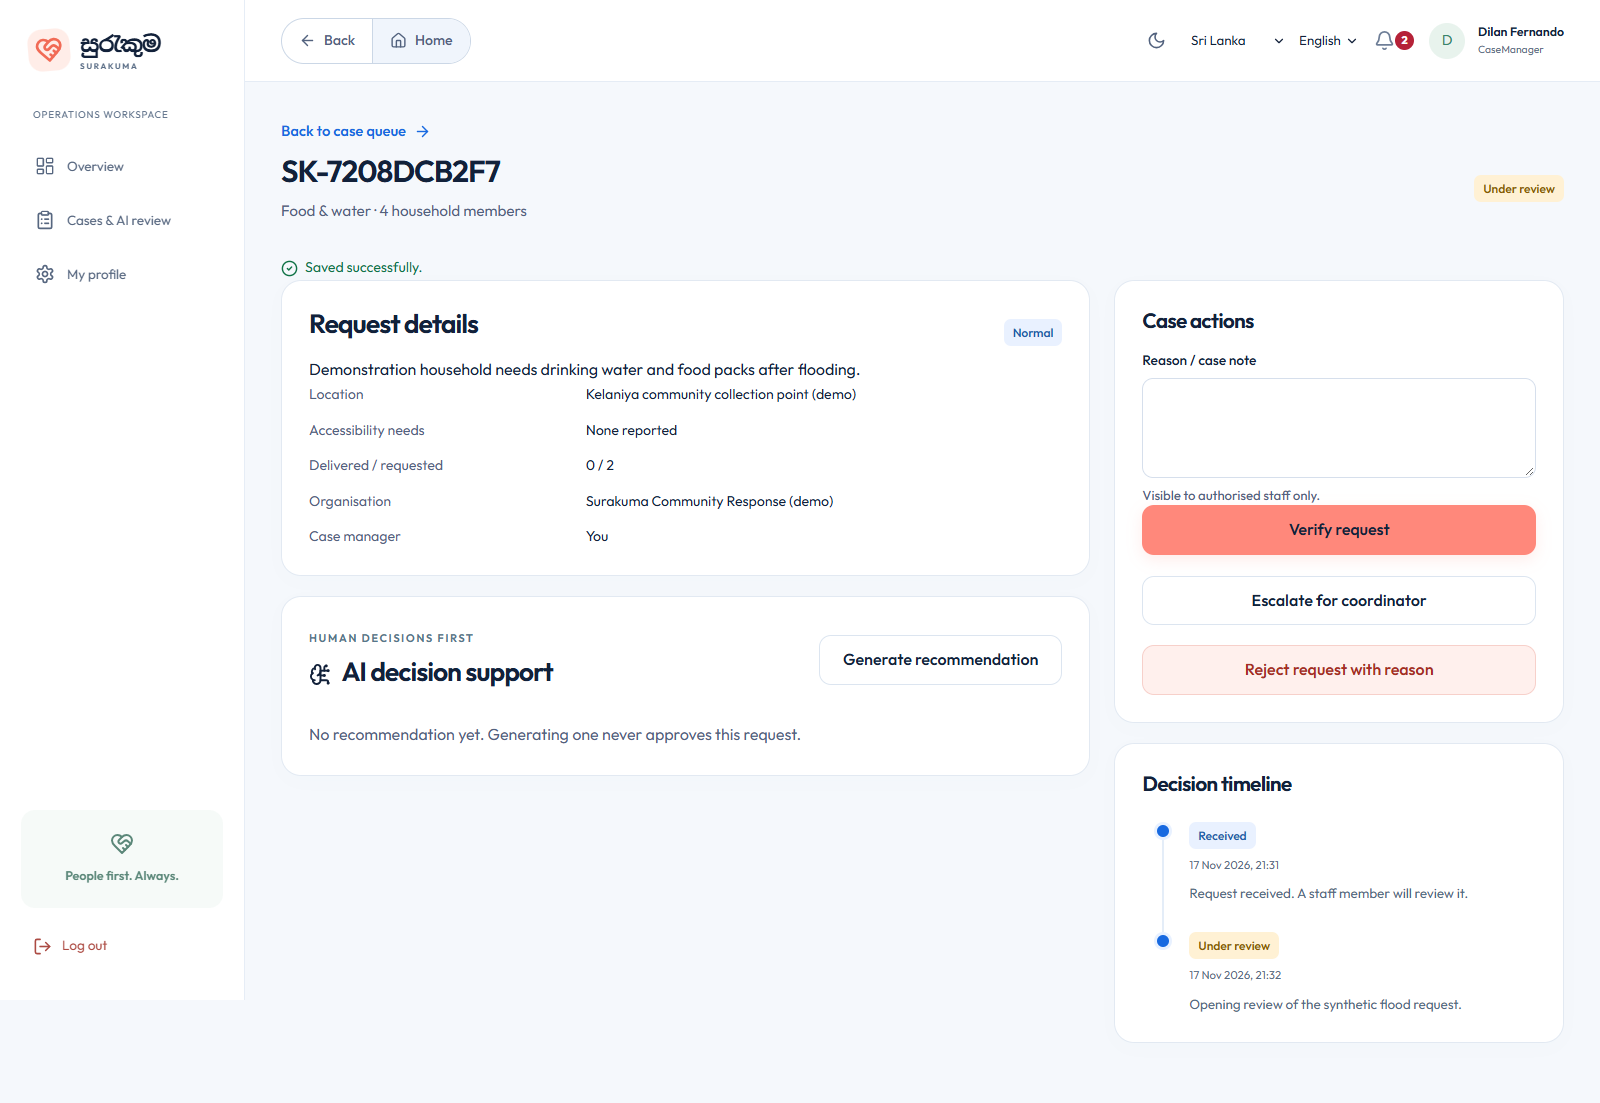 සුරැකුම
SURAKUMA
OPERATIONS WORKSPACE
Overview
Cases & AI review
My profile
People first. Always.
Log out
Back
Home
Sri Lanka
English
2
D
Dilan Fernando
CaseManager
Back to case queue
SK-7208DCB2F7
Food & water · 4 household members
Under review
Saved successfully.
Request details
Normal
Demonstration household needs drinking water and food packs after flooding.
Location Kelaniya community collection point (demo)
Accessibility needs None reported
Delivered / requested 0 / 2
Organisation Surakuma Community Response (demo)
Case manager You
HUMAN DECISIONS FIRST
AI decision support
Generate recommendation
No recommendation yet. Generating one never approves this request.
Case actions
Reason / case note
Visible to authorised staff only.
Verify request
Escalate for coordinator
Reject request with reason
Decision timeline
Received
17 Nov 2026, 21:31
Request received. A staff member will review it.
Under review
17 Nov 2026, 21:32
Opening review of the synthetic flood request.